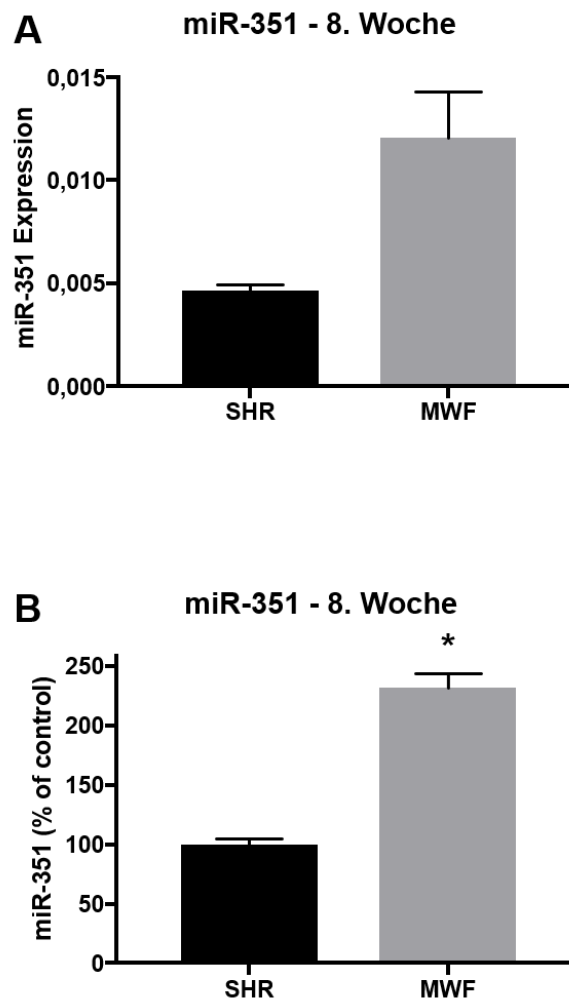 A
miR-351 - 8. Woche
0,015
0,010
0,005
0,000
miR-351 Expression
SHR
MWF
B
miR-351 - 8. Woche
*
250
200
150
100
50
0
miR-351 (% of control)
SHR
MWF